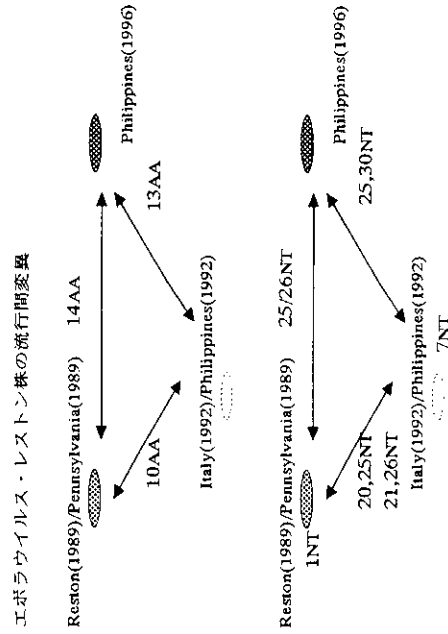 エボラウイルス・レストン株の流行間変異
Reston(1989)/Pennsylvania(1989)
14AA
Philippines(1996)
10AA
13AA
Italy(1992)/Philippines(1992)
Reston(1989)/Pennsylvania(1989)
1NT
25/26NT
Philippines(1996)
20,25NT
21,26NT
25,30NT
Italy(1992)/Philippines(1992)
7NT